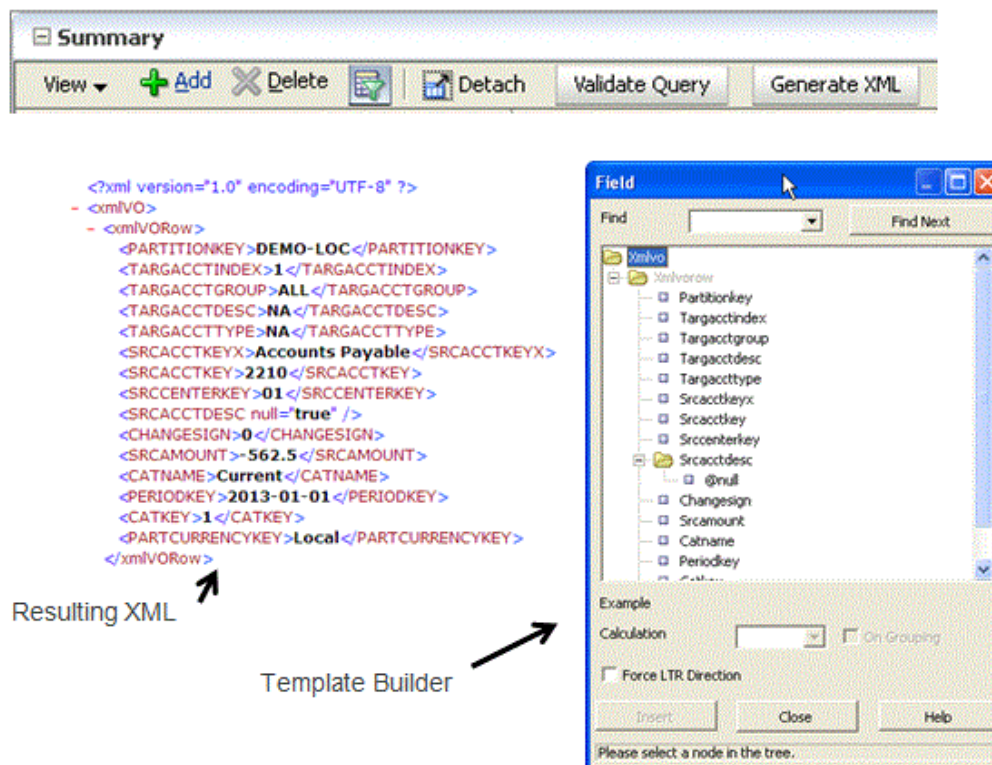 Summary
View Add Delete Detach Validate Query Generate XML
<?xml version="1.0" encoding="UTF-8" ?>
- <xmlVO>
- <xmlVORow>
<PARTITIONKEY>DEMO-LOC</PARTITIONKEY>
<TARGACCTINDEX>1</TARGACCTINDEX>
<TARGACCTGROUP>ALL</TARGACCTGROUP>
<TARGACCTDESC>NA</TARGACCTDESC>
<TARGACCTTYPE>NA</TARGACCTTYPE>
<SRCACCTKEYX>Accounts Payable</SRCACCTKEYX>
<SRCACCTKEY>2210</SRCACCTKEY>
<SRCCENTERKEY>01</SRCCENTERKEY>
<SRCACCTDESC null="true" />
<CHANGESIGN>0</CHANGESIGN>
<SRCAMOUNT>-562.5</SRCAMOUNT>
<CATNAME>Current</CATNAME>
<PERIODKEY>2013-01-01</PERIODKEY>
<CATKEY>1</CATKEY>
<PARTCURRENCYKEY>Local</PARTCURRENCYKEY>
</xmlVORow>
Resulting XML
Template Builder
Field
Find Find Next
Xmlvo
Xmlvorow
Partitionkey
Targacctindex
Targacctgroup
Targacctdesc
Targaccttype
Srcacctkeyx
Srcacctkey
Srccenterkey
Srcacctdesc
@null
Changesign
Srcamount
Catname
Periodkey
Catkey
Example
Calculation On Grouping
Force LTR Direction
Insert Close Help
Please select a node in the tree.